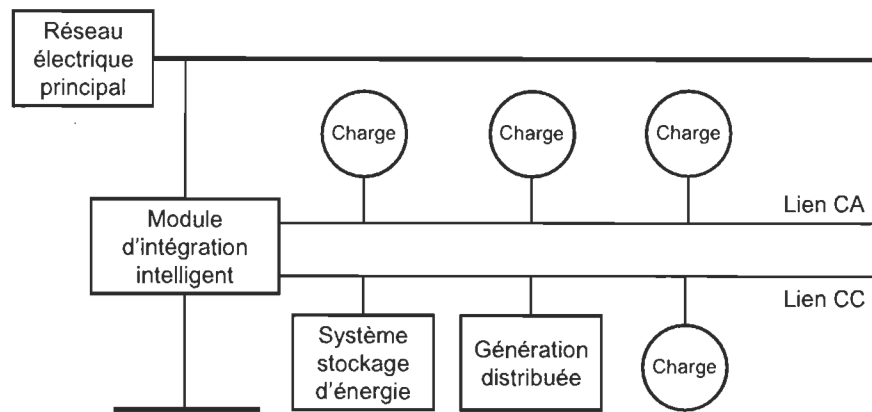 Réseau
électrique
principal
Charge
Charge
Charge
Module
d'intégration
intelligent
Lien CA
Lien CC
Système
stockage
d'énergie
Génération
distribuée
Charge